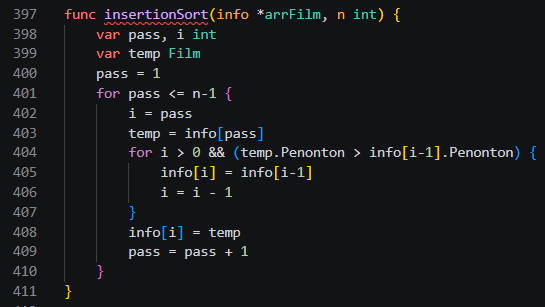 397 func insertionSort(info *arrFilm, n int) {
398     var pass, i int
399     var temp Film
400     pass = 1
401     for pass <= n-1 {
402         i = pass
403         temp = info[pass]
404         for i > 0 && (temp.Penonton > info[i-1].Penonton) {
405             info[i] = info[i-1]
406             i = i - 1
407         }
408         info[i] = temp
409         pass = pass + 1
410     }
411 }